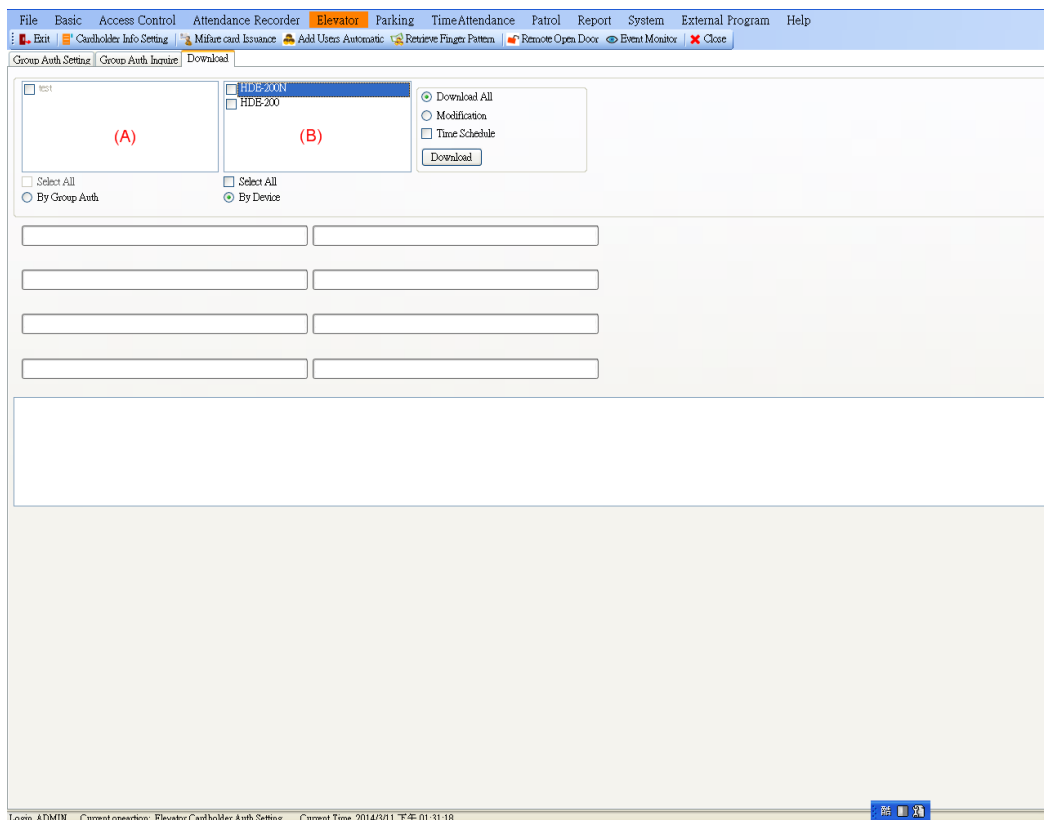 File Basic Access Control Attendance Recorder Elevator Parking TimeAttendance Patrol Report System External Program Help
Exit Cardholder Info Setting Mifare card Issuance Add Users Automatic Retrieve Finger Pattern Remote Open Door Event Monitor Close
Group Auth Setting Group Auth Inquire Download
test HDE-200N
HDE-200
Download All
Modification
(A) (B) Time Schedule
Download
Select All Select All
By Group Auth By Device
Login ADMIN Current opeartion: Elevator Cardholder Auth Setting Current Time 2014/3/11 下午 01:31:18